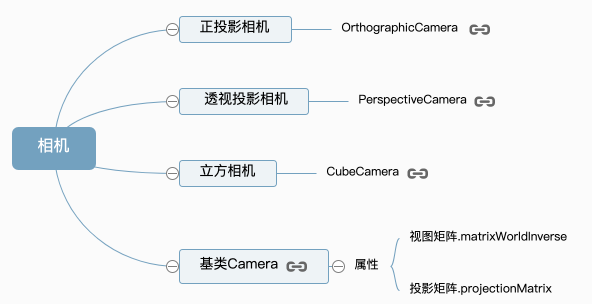 正投影相机
OrthographicCamera
透视投影相机
PerspectiveCamera
相机
立方相机
CubeCamera
基类Camera
属性
视图矩阵.matrixWorldInverse
投影矩阵.projectionMatrix